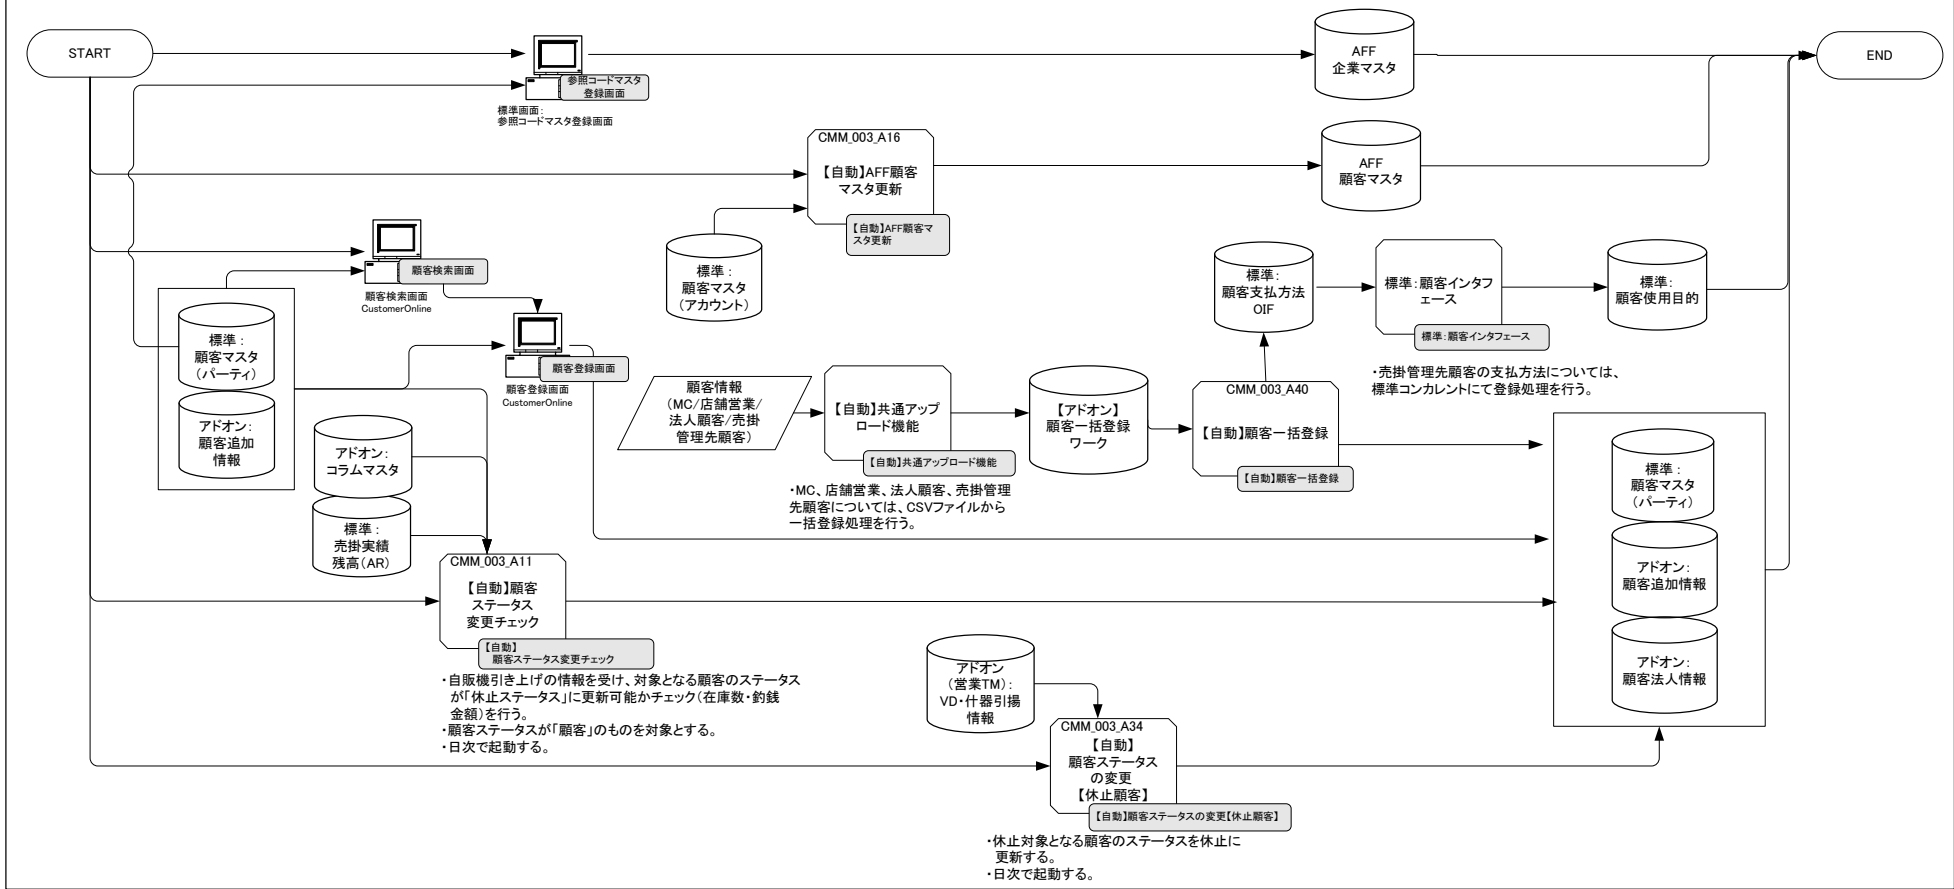 START
END
参照コードマスタ
登録画面
標準画面：
参照コードマスタ登録画面
AFF
企業マスタ
CMM_003_A16
【自動】AFF顧客
マスタ更新
【自動】AFF顧客マ
スタ更新
AFF
顧客マスタ
標準：
顧客マスタ
（アカウント）
顧客検索画面
顧客検索画面
CustomerOnline
顧客登録画面
顧客登録画面
CustomerOnline
標準：
顧客マスタ
（パーティ）
アドオン：
顧客追加
情報
アドオン：
コラムマスタ
標準：
売掛実績
残高（AR）
標準：
顧客支払方法
OIF
標準：顧客インタフ
ェース
標準：顧客インタフェース
標準：
顧客使用目的
・売掛管理先顧客の支払方法については、
標準コンカレントにて登録処理を行う。
顧客情報
（MC/店舗営業/
法人顧客/売掛
管理先顧客）
【自動】共通アップ
ロード機能
【自動】共通アップロード機能
・MC、店舗営業、法人顧客、売掛管理
先顧客については、CSVファイルから
一括登録処理を行う。
【アドオン】
顧客一括登録
ワーク
CMM_003_A40
【自動】顧客一括登録
【自動】顧客一括登録
標準：
顧客マスタ
（パーティ）
アドオン：
顧客追加情報
アドオン：
顧客法人情報
CMM_003_A11
【自動】顧客
ステータス
変更チェック
【自動】
顧客ステータス変更チェック
・自販機引き上げの情報を受け、対象となる顧客のステータス
が「休止ステータス」に更新可能かチェック（在庫数・釣銭
金額）を行う。
・顧客ステータスが「顧客」のものを対象とする。
・日次で起動する。
アドオン
（営業TM）：
VD・什器引揚
情報
CMM_003_A34
【自動】
顧客ステータス
の変更
【休止顧客】
【自動】顧客ステータスの変更【休止顧客】
・休止対象となる顧客のステータスを休止に
更新する。
・日次で起動する。